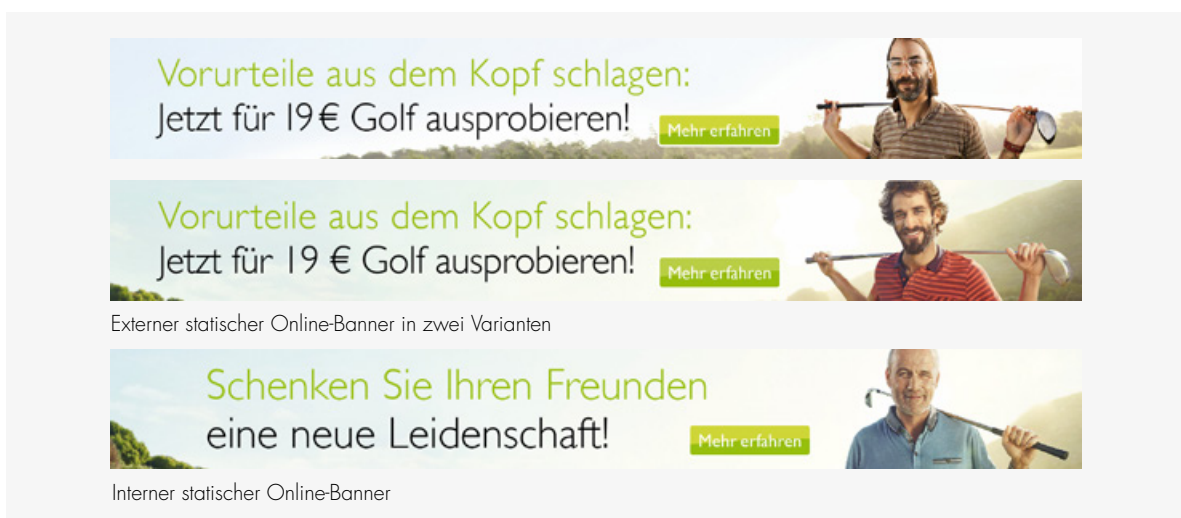 Vorurteile aus dem Kopf schlagen:
Jetzt für 19€ Golf ausprobieren!
Mehr erfahren
Vorurteile aus dem Kopf schlagen:
Jetzt für 19 € Golf ausprobieren!
Mehr erfahren
Externer statischer Online-Banner in zwei Varianten
Schenken Sie Ihren Freunden
eine neue Leidenschaft!
Mehr erfahren
Interner statischer Online-Banner